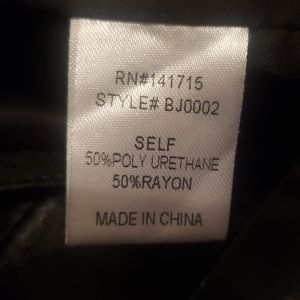 RN#141715
STYLE# BJ0002
SELF
50%POLY URETHANE
50%RAYON
MADE IN CHINA